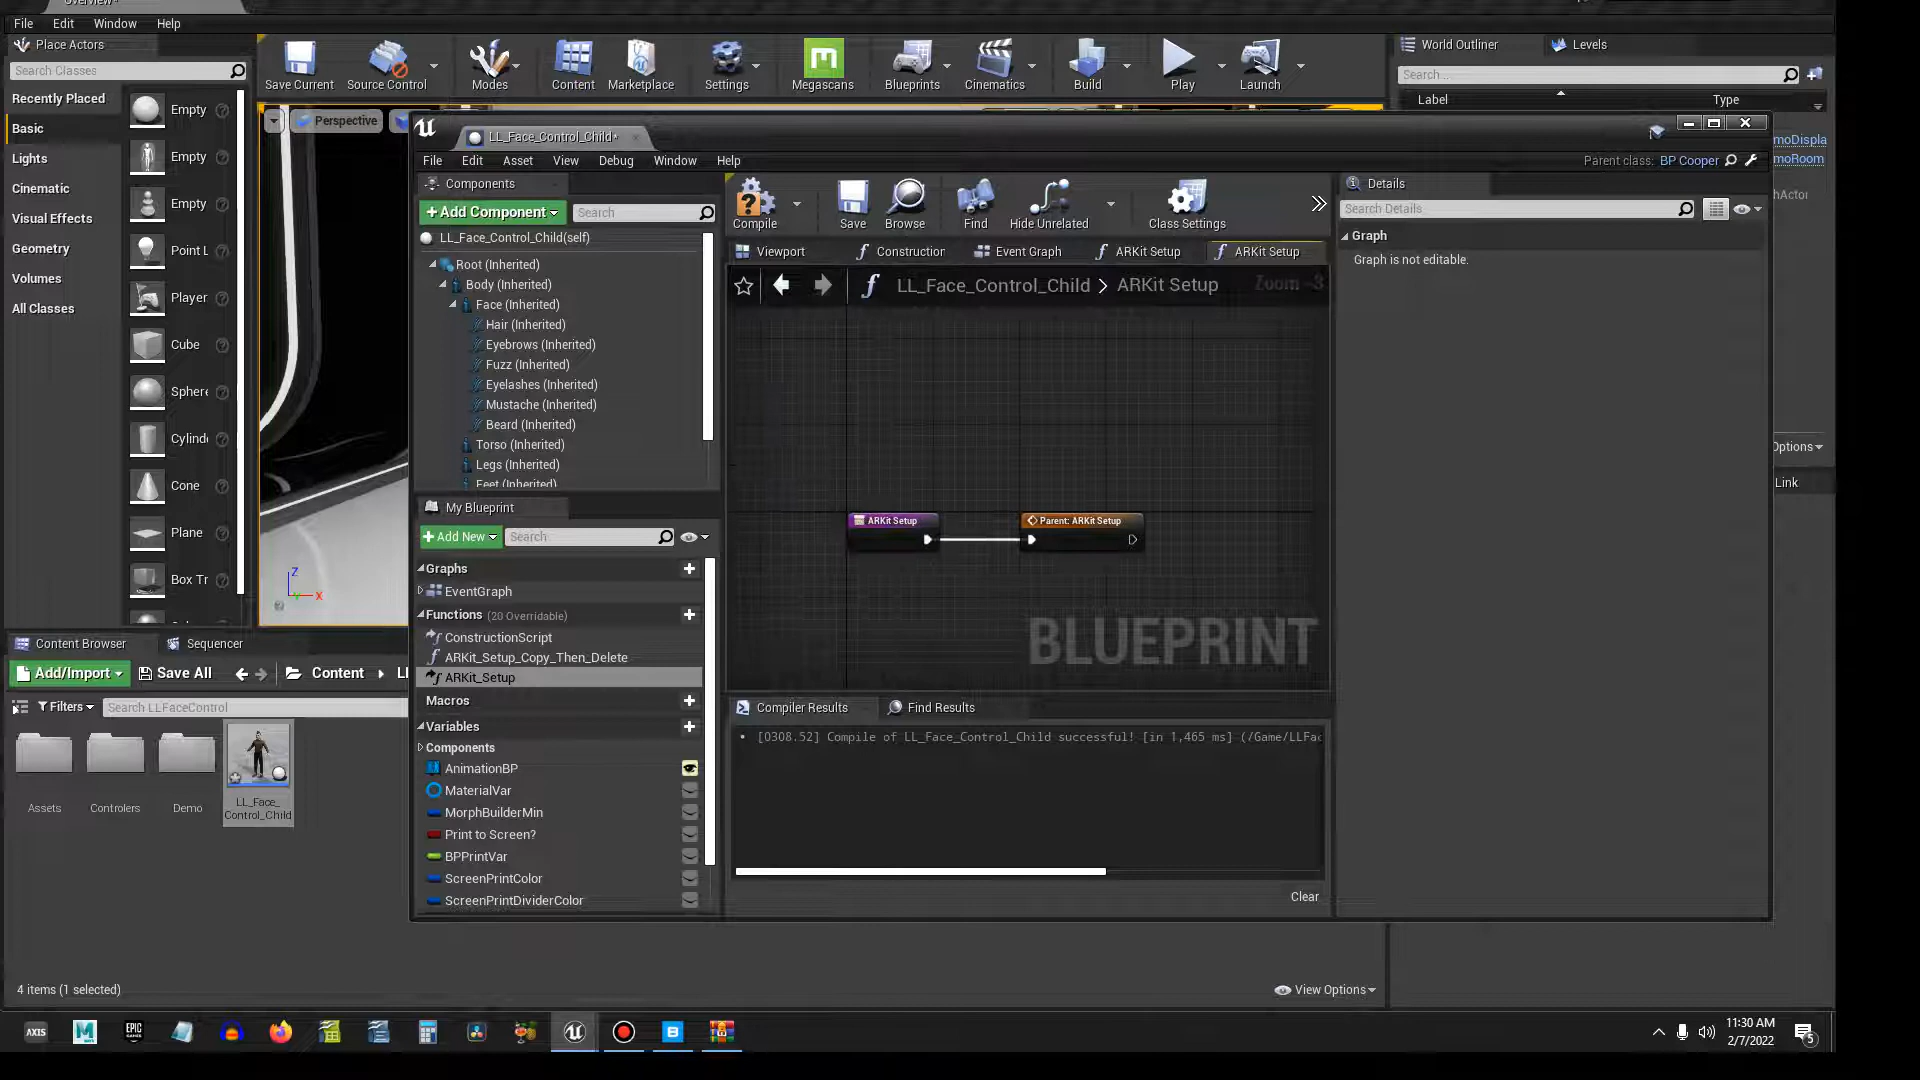 File Edit Window Help
Place Actors
Search Classes
Recently Placed
Basic
Lights
Cinematic
Visual Effects
Geometry
Volumes
All Classes
Empty
Empty
Empty
Point L
Player
Cube
Sphere
Cylind
Cone
Plane
Box Tr
Save Current
Source Control
Modes
Content
Marketplace
Settings
Megascans
Blueprints
Cinematics
Build
Play
Launch
World Outliner
Levels
Search...
Label
Type
moDispla
moRoom
hActor
Options
Link
Perspective
Z
X
LL_Face_Control_Child*
File Edit Asset View Debug Window Help
Parent class: BP Cooper
Components
+Add Component
Search
LL_Face_Control_Child(self)
Root (Inherited)
Body (Inherited)
Face (Inherited)
Hair (Inherited)
Eyebrows (Inherited)
Fuzz (Inherited)
Eyelashes (Inherited)
Mustache (Inherited)
Beard (Inherited)
Torso (Inherited)
Legs (Inherited)
Feet (Inherited)
My Blueprint
+Add New
Search
Graphs
EventGraph
Functions (20 Overridable)
ConstructionScript
ARKit_Setup_Copy_Then_Delete
ARKit_Setup
Macros
Variables
Components
AnimationBP
MaterialVar
MorphBuilderMin
Print to Screen?
BPPrintVar
ScreenPrintColor
ScreenPrintDividerColor
Compile
Save
Browse
Find
Hide Unrelated
Class Settings
Viewport
Construction
Event Graph
ARKit Setup
ARKit Setup
LL_Face_Control_Child > ARKit Setup
Zoom -3
ARKit Setup
Parent: ARKit Setup
BLUEPRINT
Compiler Results
Find Results
[0308.52] Compile of LL_Face_Control_Child successful! [in 1,465 ms] (/Game/LLFac
Clear
Details
Search Details
Graph
Graph is not editable.
Content Browser
Sequencer
Add/Import
Save All
Content
Filters
Search LLFaceControl
Assets
Controlers
Demo
LL_Face_
Control_Child
4 items (1 selected)
View Options
AXIS
M
EPIC
GAMES
11:30 AM
2/7/2022
5